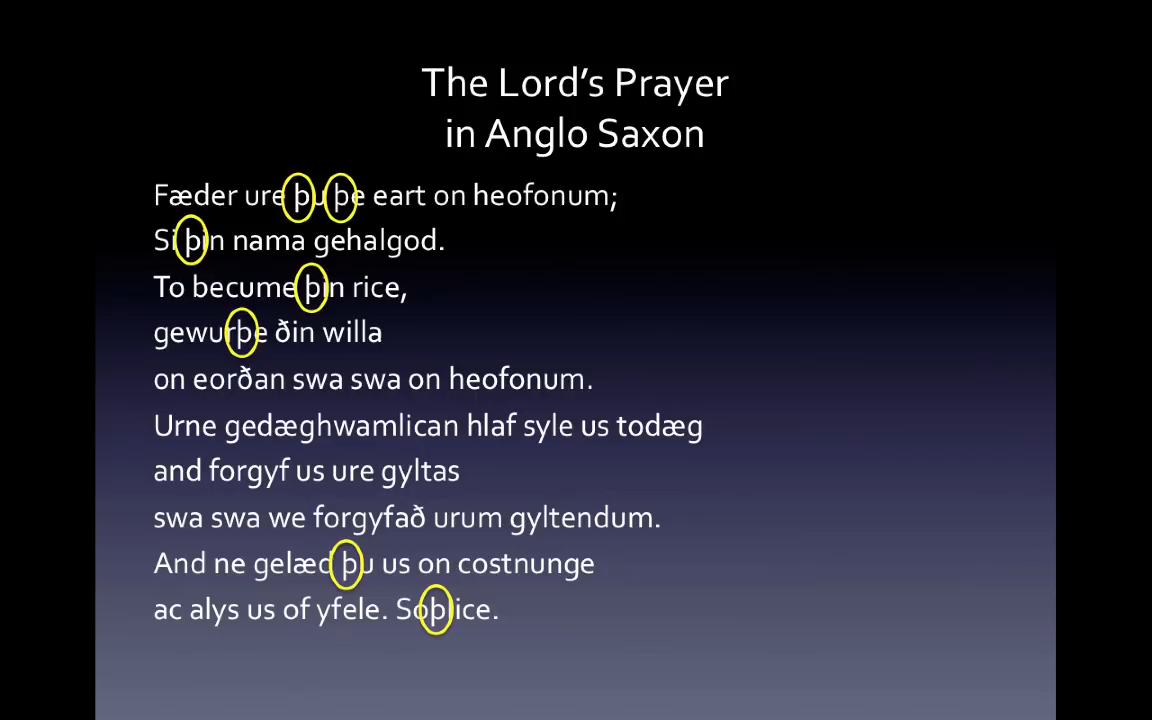 The Lord’s Prayer
in Anglo Saxon
Fæder ure þu þe eart on heofonum;
Si þin nama gehalgod.
To becume þin rice,
gewurþe ðin willa
on eorðan swa swa on heofonum.
Urne gedæghwamlican hlaf syle us todæg
and forgyf us ure gyltas
swa swa we forgyfað urum gyltendum.
And ne gelæd þu us on costnunge
ac alys us of yfele. Soþlice.